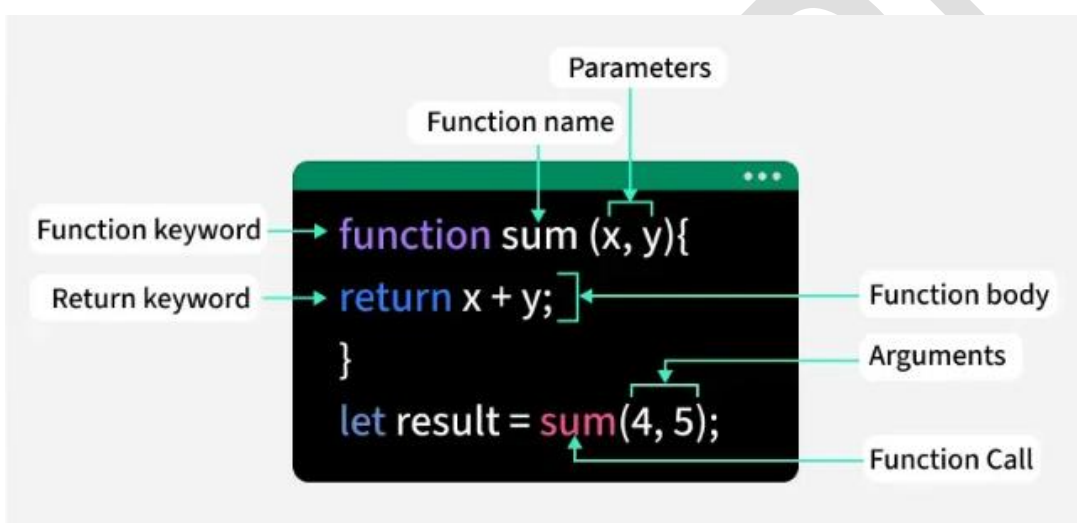 Parameters
Function name
Function keyword
function sum (x, y){
Return keyword
return x + y;
Function body
}
Arguments
let result = sum(4, 5);
Function Call